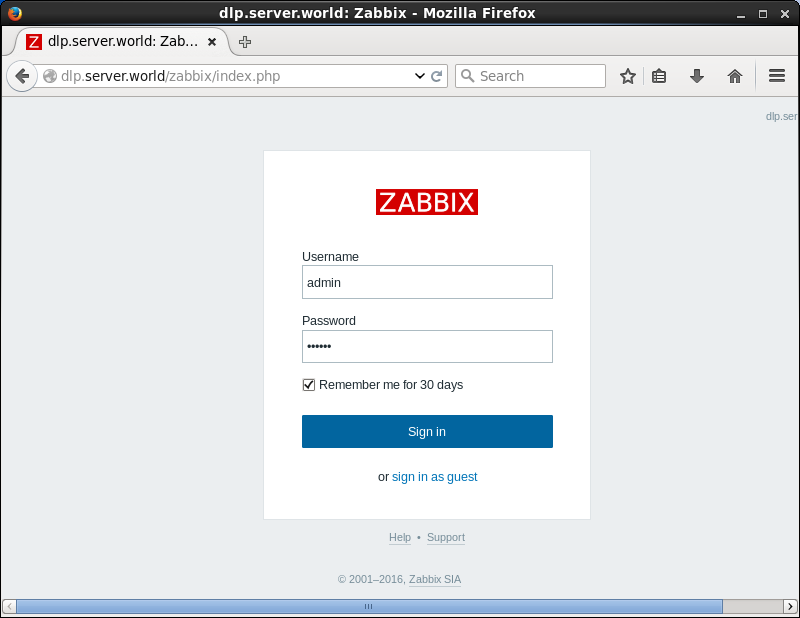 dlp.server.world: Zabbix - Mozilla Firefox
dlp.server.world: Zab...
dlp.server.world/zabbix/index.php
Search
dlp.ser
ZABBIX
Username
admin
Password
••••••
Remember me for 30 days
Sign in
or sign in as guest
Help • Support
© 2001–2016, Zabbix SIA